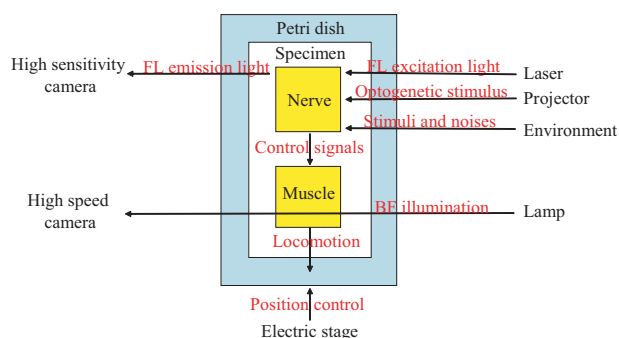 Petri dish
Specimen
High sensitivity
camera
FL emission light
FL excitation light
Laser
Optogenetic stimulus
Projector
Nerve
Stimuli and noises
Environment
Control signals
Muscle
High speed
camera
BF illumination
Lamp
Locomotion
Position control
Electric stage